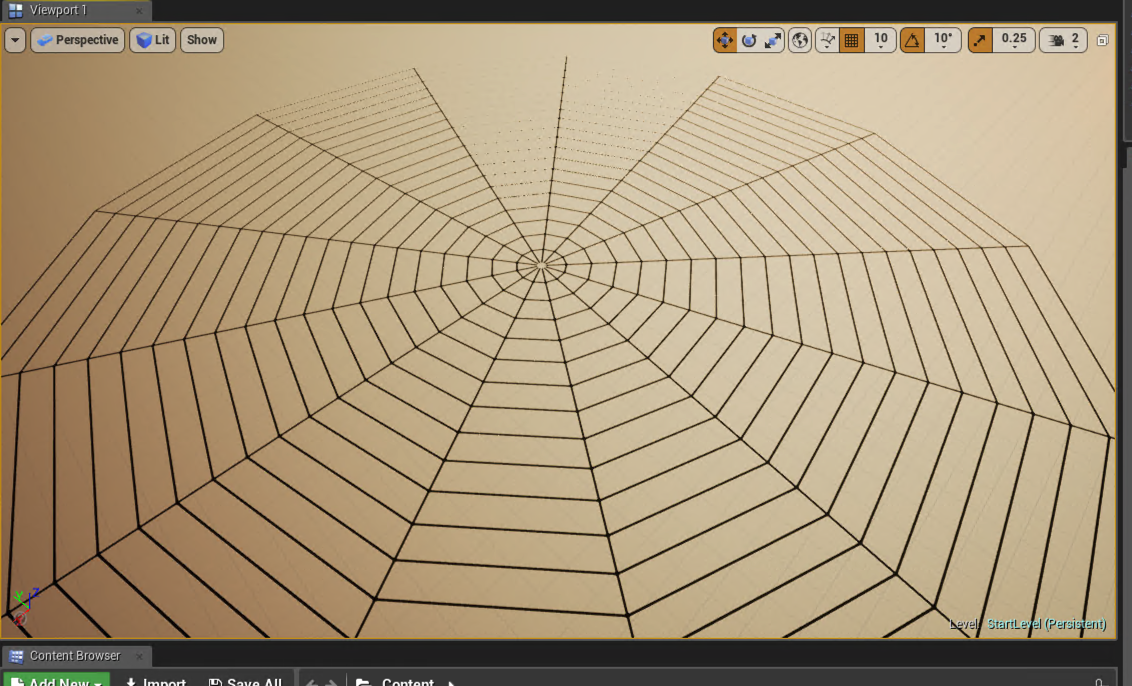 Viewport 1
Perspective Lit Show 10 10° 0.25 2
Level: StartLevel (Persistent)
Content Browser
Add New Import Save All Content